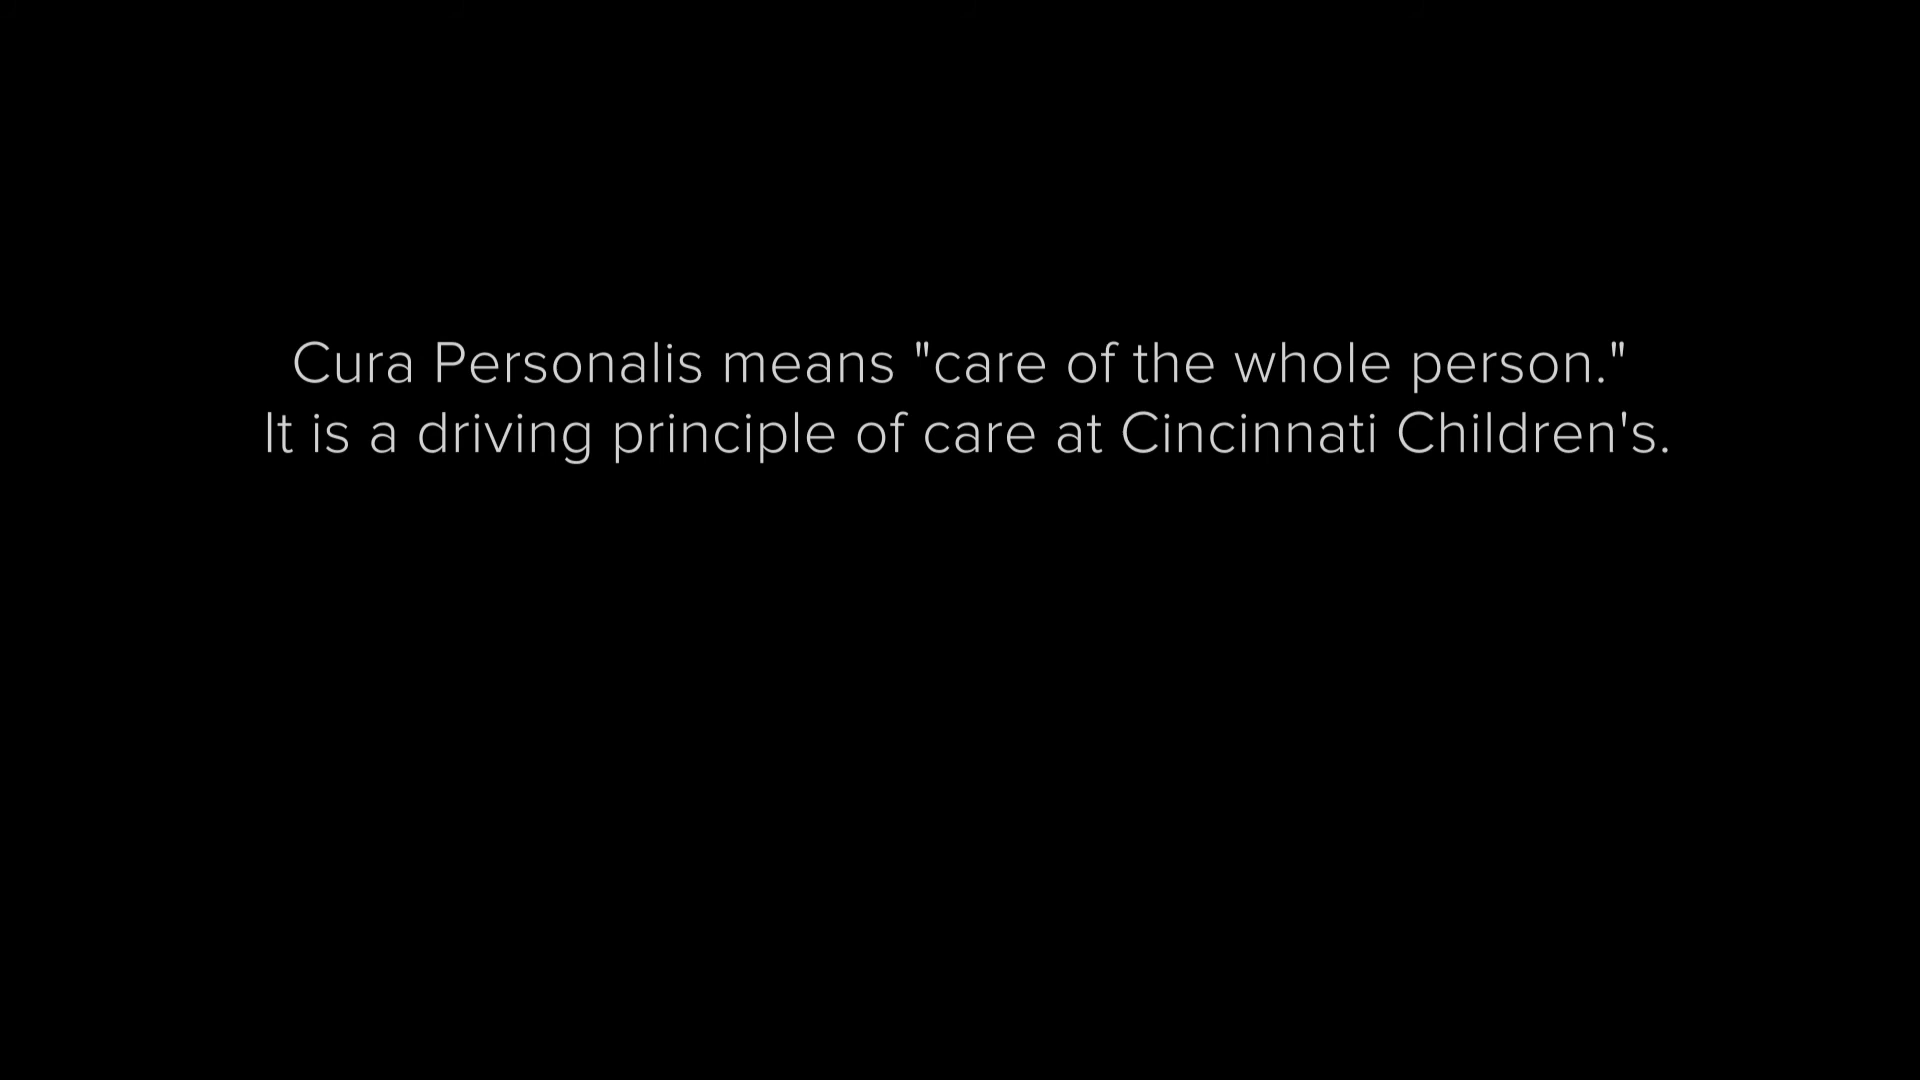 Cura Personalis means "care of the whole person."
It is a driving principle of care at Cincinnati Children's.